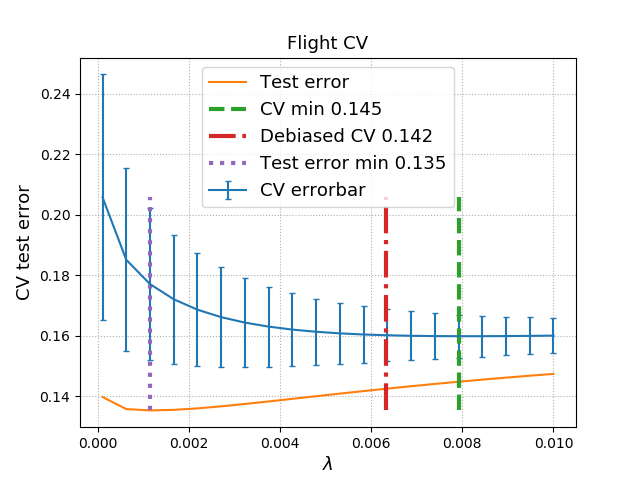 Flight CV
Test error
CV min 0.145
Debiased CV 0.142
Test error min 0.135
CV errorbar
CV test error
0.24
0.22
0.20
0.18
0.16
0.14
0.000 0.002 0.004 0.006 0.008 0.010
λ